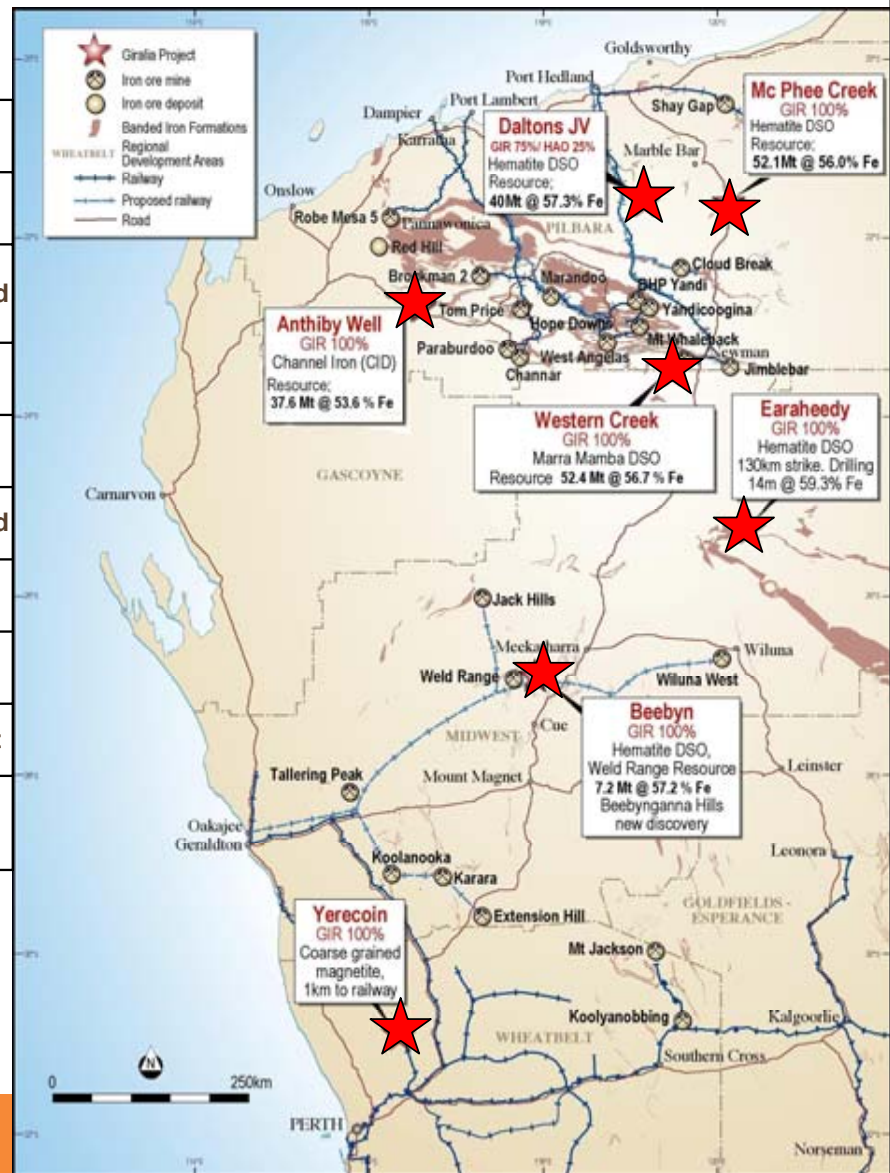 Giralia Project
Iron ore mine
Iron ore deposit
Banded Iron Formations
WHEATBELT Regional
Development Areas
Railway
Proposed railway
Road
Goldsworthy
Port Hedland
Shay Gap
Mc Phee Creek
GIR 100%
Hematite DSO
Resource;
52.1Mt @ 56.0% Fe
Port Lambert
Dampier
Karratha
Daltons JV
GIR 75%/ HAO 25%
Hematite DSO
Resource;
40Mt @ 57.3% Fe
Marble Bar
Onslow
Robe Mesa 5
Pannawonica
PILBARA
Red Hill
Brockman 2
Marandoo
Cloud Break
BHP Yandi
Yandicoogina
Tom Price
Hope Downs
Mt Whaleback
Newman
Paraburdoo
West Angelas
Channar
Jimblebar
Anthiby Well
GIR 100%
Channel Iron (CID)
Resource;
37.6 Mt @ 53.6 % Fe
Western Creek
GIR 100%
Marra Mamba DSO
Resource 52.4 Mt @ 56.7 % Fe
Earaheedy
GIR 100%
Hematite DSO
130km strike. Drilling
14m @ 59.3% Fe
GASCOYNE
Carnarvon
Jack Hills
Meekatharra
Wiluna
Weld Range
Wiluna West
Cue
MIDWEST
Beebyn
GIR 100%
Hematite DSO,
Weld Range Resource
7.2 Mt @ 57.2 % Fe
Beebynganna Hills
new discovery
Tallering Peak
Mount Magnet
Leinster
Oakajee
Geraldton
Koolanooka
Karara
Leonora
Extension Hill
GOLDFIELDS -
ESPERANCE
Yerecoin
GIR 100%
Coarse grained
magnetite,
1km to railway
Mt Jackson
Koolyanobbing
Kalgoorlie
WHEATBELT
Southern Cross
N
0 250km
PERTH
Norseman